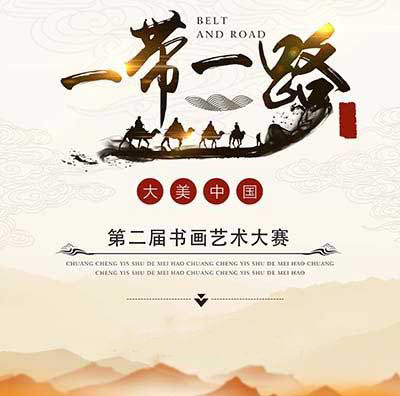 BELT
AND ROAD
一带一路
大美中国
第二届书画艺术大赛
CHUANG CHENG YIS SHU DE MEI HAO CHUANG CHENG YIS SHU DE MEI HAO CHUANG
CHENG YIS SHU DE MEI HAO CHUANG CHENG YIS SHU DE MEI HAO